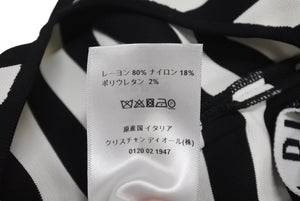 レーヨン 80% ナイロン 18%
ポリウレタン 2%
原産国 イタリア
クリスチャン ディオール(株)
0120 02 1947